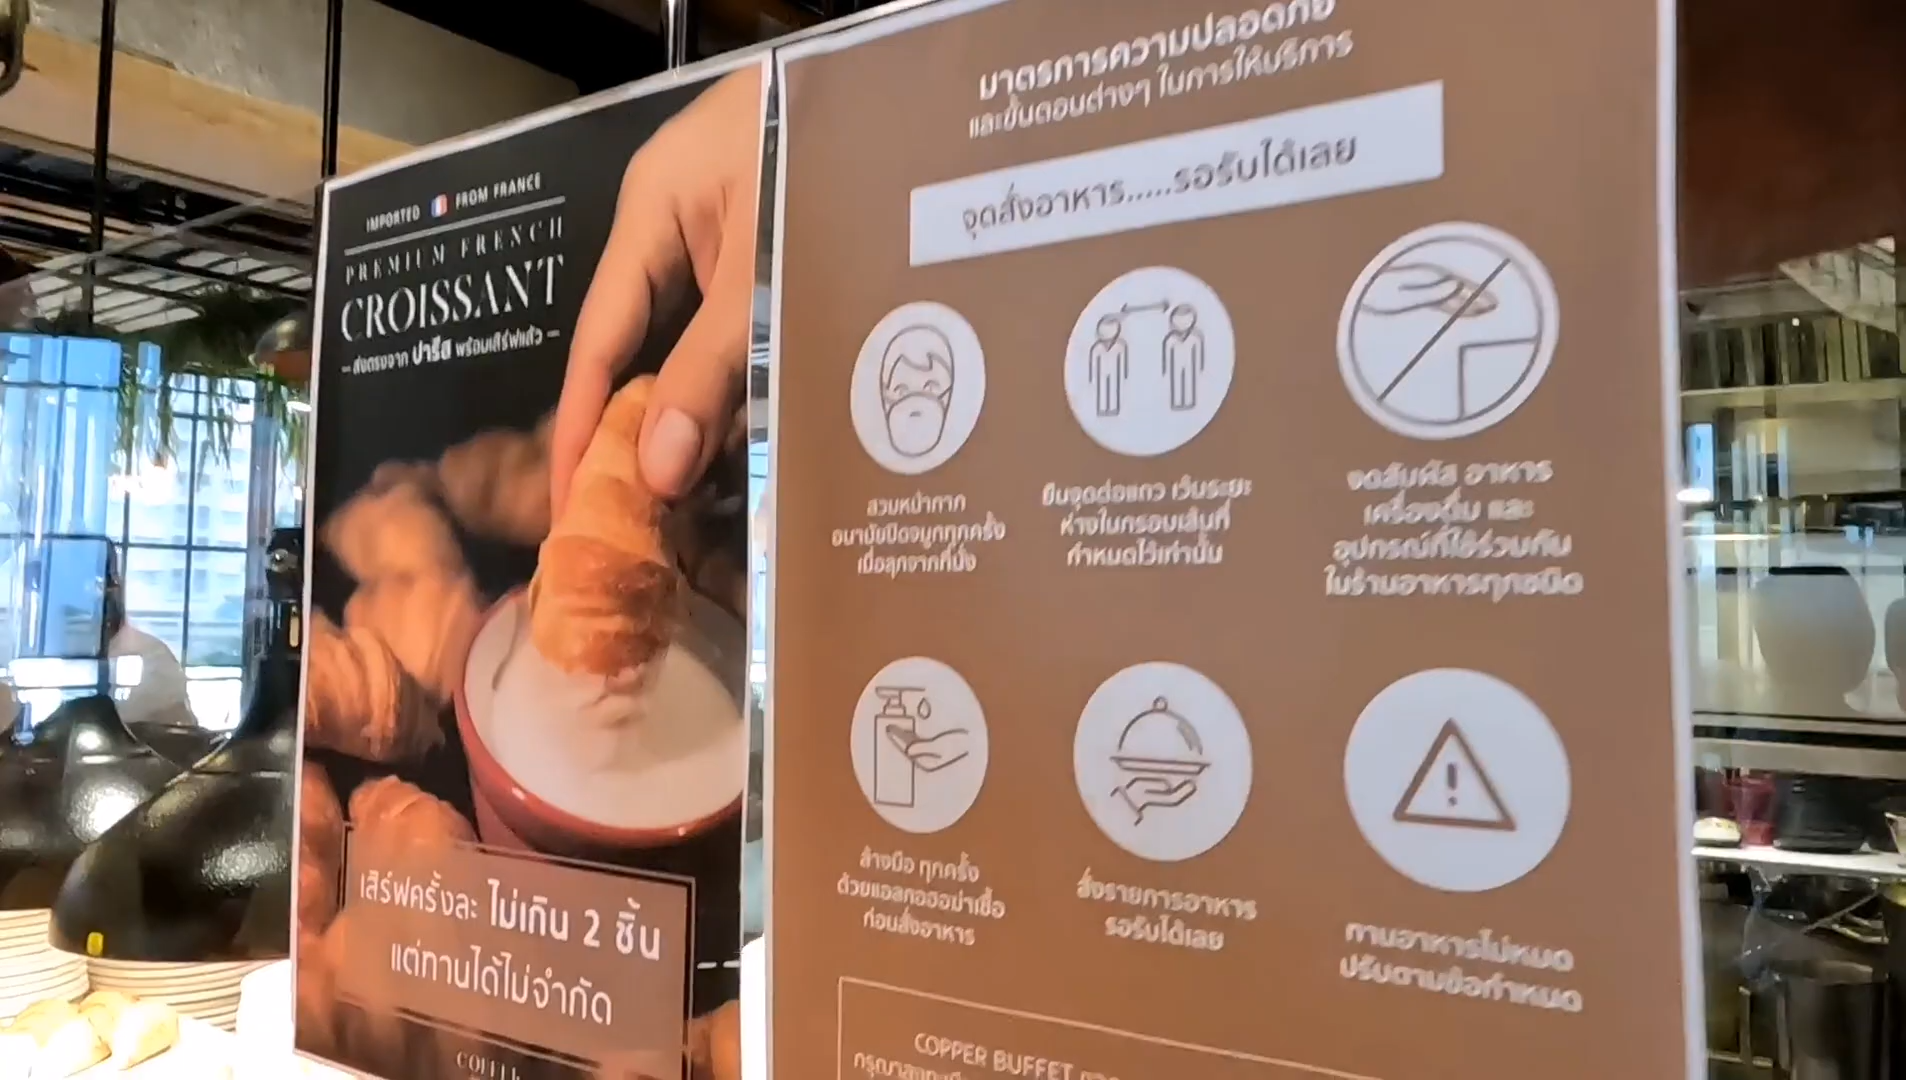 IMPORTED FROM FRANCE
PREMIUM FRENCH
CROISSANT
– ส่งตรงจาก ปารีส พร้อมเสิร์ฟแล้ว –
เสิร์ฟครั้งละ ไม่เกิน 2 ชิ้น
แต่ทานได้ไม่จำกัด
มาตรการความปลอดภัย
และขั้นตอนต่างๆ ในการให้บริการ
จุดสั่งอาหาร.....รอรับได้เลย
สวมหน้ากาก
อนามัยปิดจมูกทุกครั้ง
เมื่อลุกจากที่นั่ง
ยืนจุดต่อแถว เว้นระยะ
ห่างในกรอบเส้นที่
กำหนดไว้เท่านั้น
งดสัมผัส อาหาร
เครื่องดื่ม และ
อุปกรณ์ที่ใช้ร่วมกัน
ในร้านอาหารทุกชนิด
ล้างมือ ทุกครั้ง
ด้วยแอลกอฮอฆ่าเชื้อ
ก่อนสั่งอาหาร
สั่งรายการอาหาร
รอรับได้เลย
ทานอาหารไม่หมด
ปรับตามข้อกำหนด
COPPER BUFFET